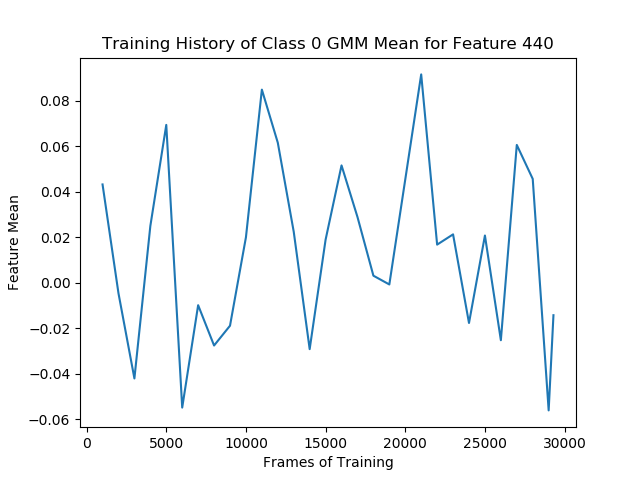 Training History of Class 0 GMM Mean for Feature 440
0.08
0.06
0.04
0.02
0.00
−0.02
−0.04
−0.06
Feature Mean
0 5000 10000 15000 20000 25000 30000
Frames of Training